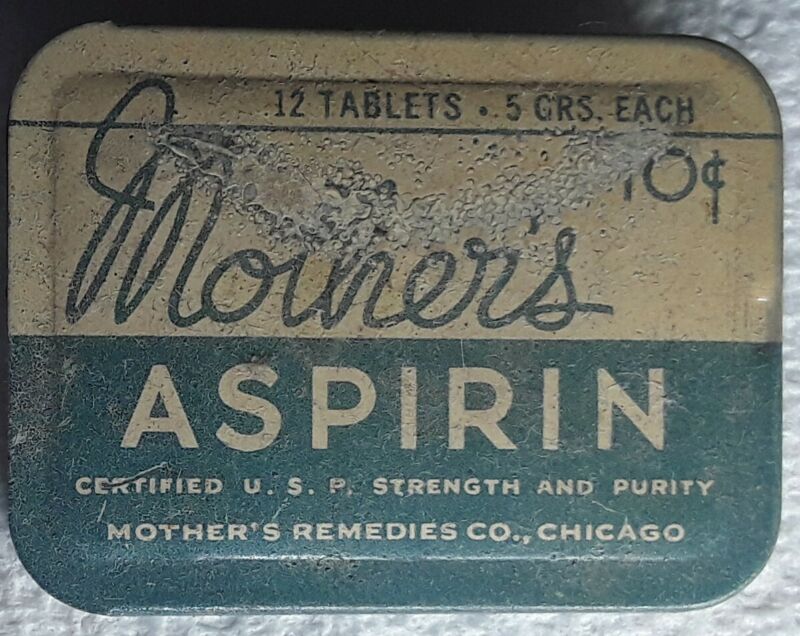 12 TABLETS • 5 GRS. EACH
10¢
Mother's
ASPIRIN
CERTIFIED U. S. P. STRENGTH AND PURITY
MOTHER'S REMEDIES CO., CHICAGO